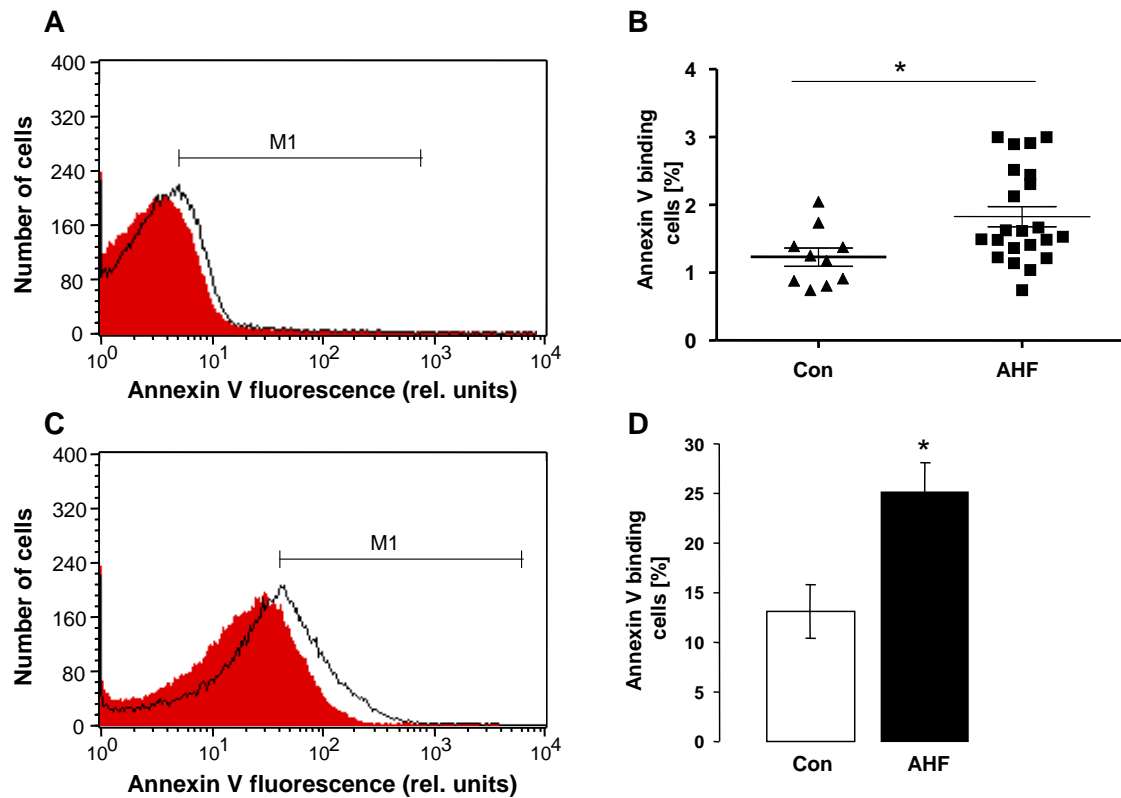 A
400
320
240
160
80
0
Number of cells
M1
10^0 10^1 10^2 10^3 10^4
Annexin V fluorescence (rel. units)
B
4
3
2
1
0
Annexin V binding
cells [%]
*
Con AHF
C
400
320
240
160
80
0
Number of cells
M1
10^0 10^1 10^2 10^3 10^4
Annexin V fluorescence (rel. units)
D
30
25
20
15
10
5
0
Annexin V binding
cells [%]
*
Con AHF